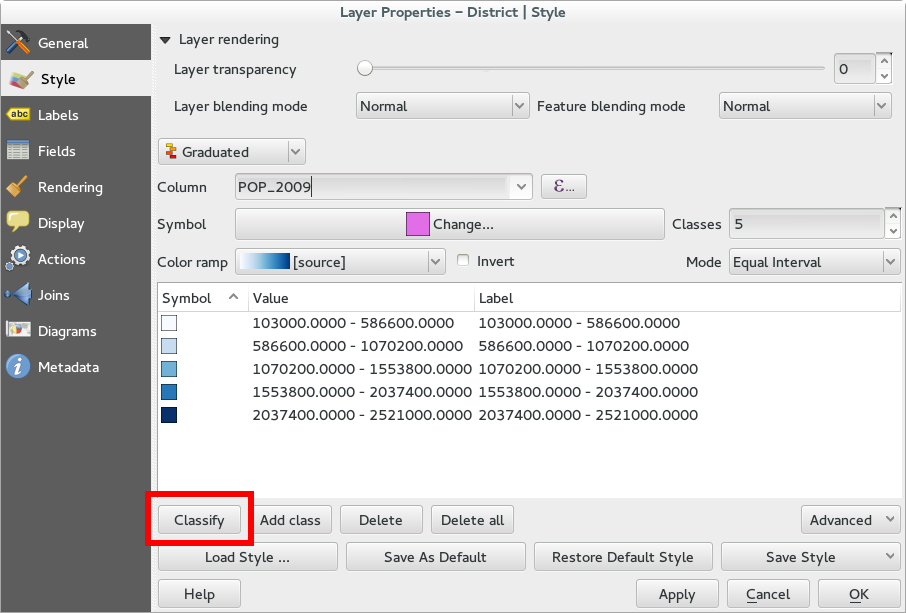 Layer Properties – District | Style
General
Style
abc Labels
Fields
Rendering
Display
Actions
Joins
Diagrams
i Metadata
Layer rendering
Layer transparency 0
Layer blending mode Normal Feature blending mode Normal
Graduated
Column POP_2009 ε...
Symbol Change... Classes 5
Color ramp [source] Invert Mode Equal Interval
Symbol Value Label
103000.0000 - 586600.0000 103000.0000 - 586600.0000
586600.0000 - 1070200.0000 586600.0000 - 1070200.0000
1070200.0000 - 1553800.0000 1070200.0000 - 1553800.0000
1553800.0000 - 2037400.0000 1553800.0000 - 2037400.0000
2037400.0000 - 2521000.0000 2037400.0000 - 2521000.0000
Classify Add class Delete Delete all Advanced
Load Style ... Save As Default Restore Default Style Save Style
Help Apply Cancel OK